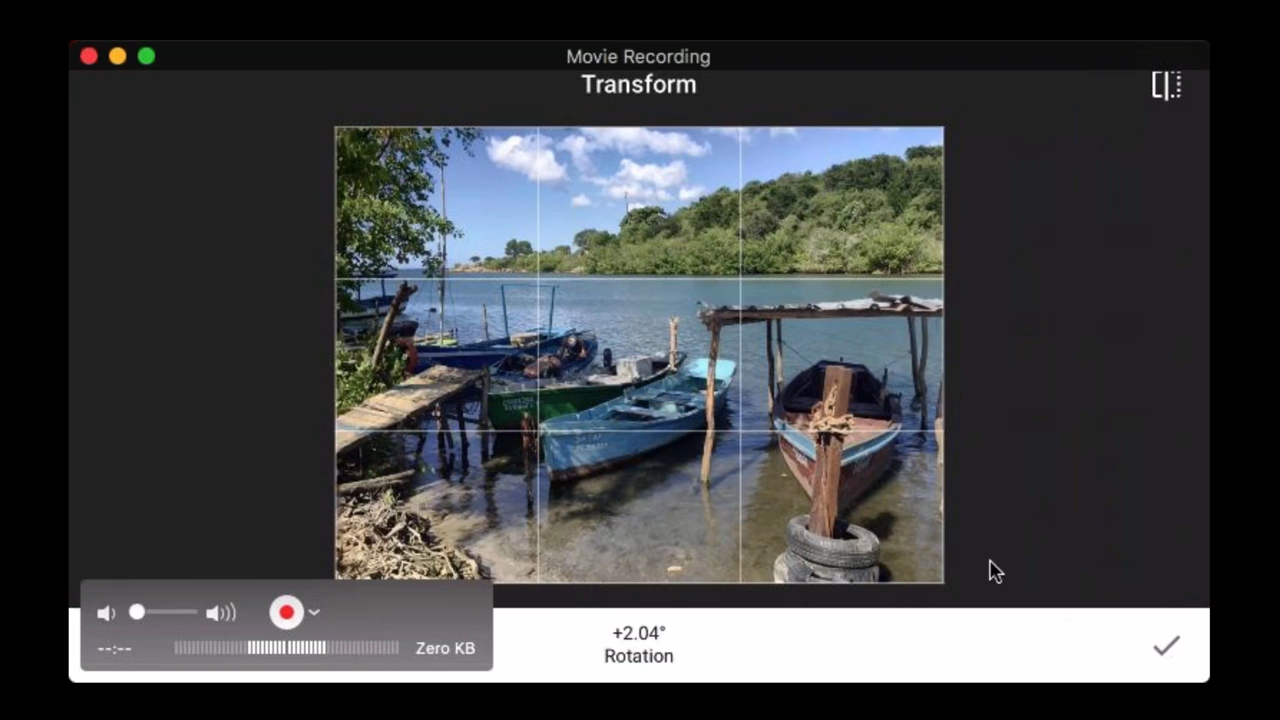 Movie Recording
Transform
+2.04°
Rotation
--:--
Zero KB